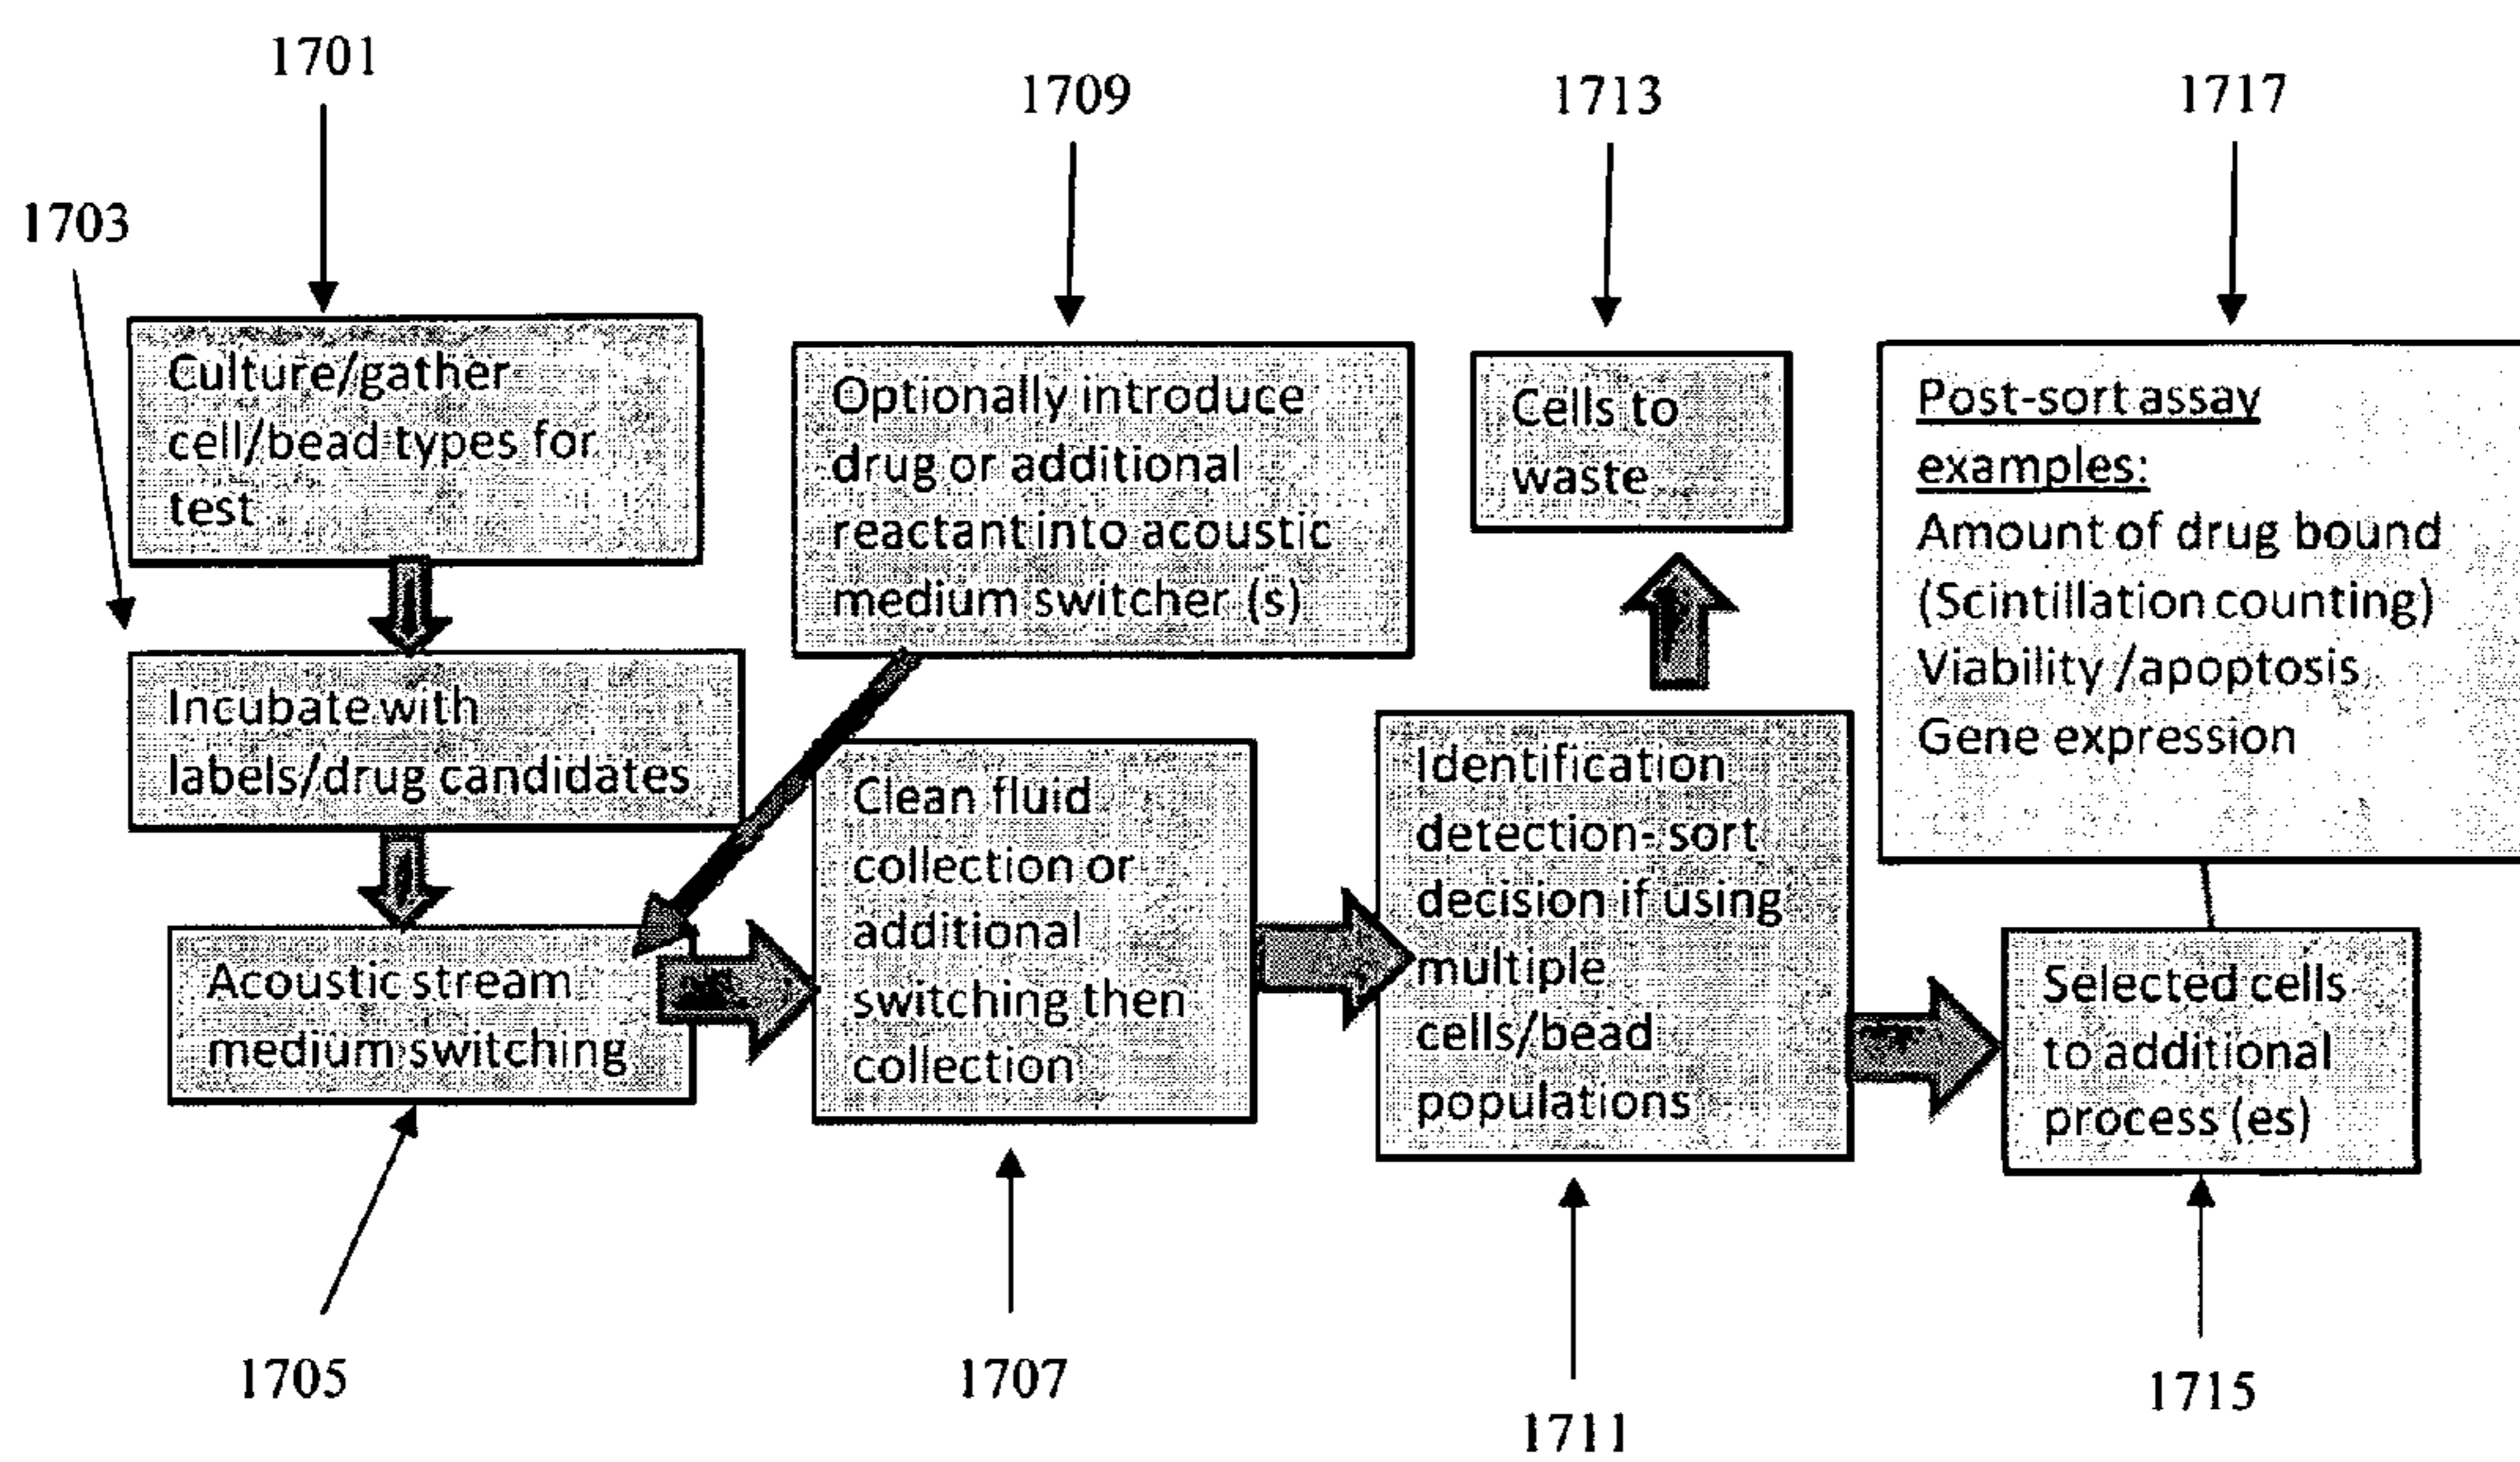 1701
1709
1713
1717
1703
Culture/gather
cell/bead types for
test
Optionally introduce
drug or additional
reactant into acoustic
medium switcher (s)
Cells to
waste
Post-sort assay
examples:
Amount of drug bound
(Scintillation counting)
Viability /apoptosis
Gene expression
Incubate with
labels/drug candidates
Clean fluid
collection or
additional
switching then
collection
Identification
detection- sort
decision if using
multiple
cells/bead
populations
Acoustic stream
medium switching
Selected cells
to additional
process (es)
1705
1707
1711
1715